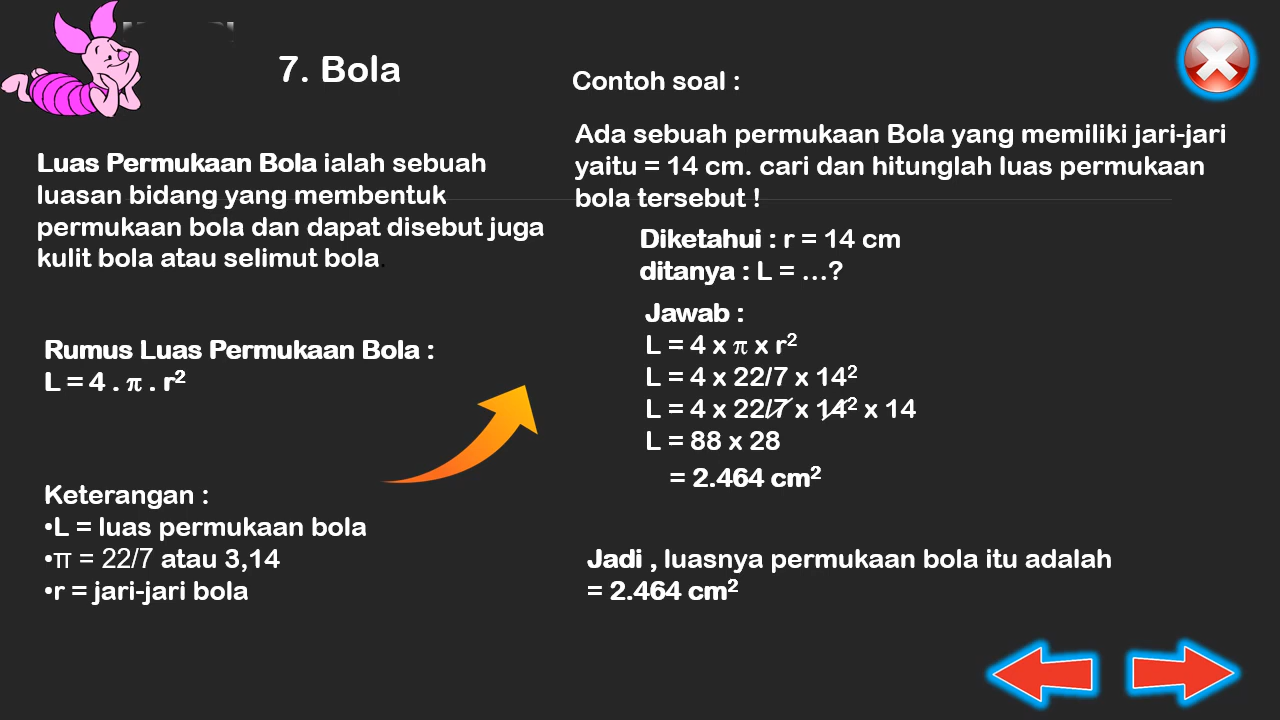 7. Bola
Luas Permukaan Bola ialah sebuah
luasan bidang yang membentuk
permukaan bola dan dapat disebut juga
kulit bola atau selimut bola.
Rumus Luas Permukaan Bola :
L = 4 . π . r²
Keterangan :
•L = luas permukaan bola
•π = 22/7 atau 3,14
•r = jari-jari bola
Contoh soal :
Ada sebuah permukaan Bola yang memiliki jari-jari
yaitu = 14 cm. cari dan hitunglah luas permukaan
bola tersebut !
Diketahui : r = 14 cm
ditanya : L = …?
Jawab :
L = 4 x π x r²
L = 4 x 22/7 x 14²
L = 4 x 22/7 x 14² x 14
L = 88 x 28
= 2.464 cm²
Jadi , luasnya permukaan bola itu adalah
= 2.464 cm²